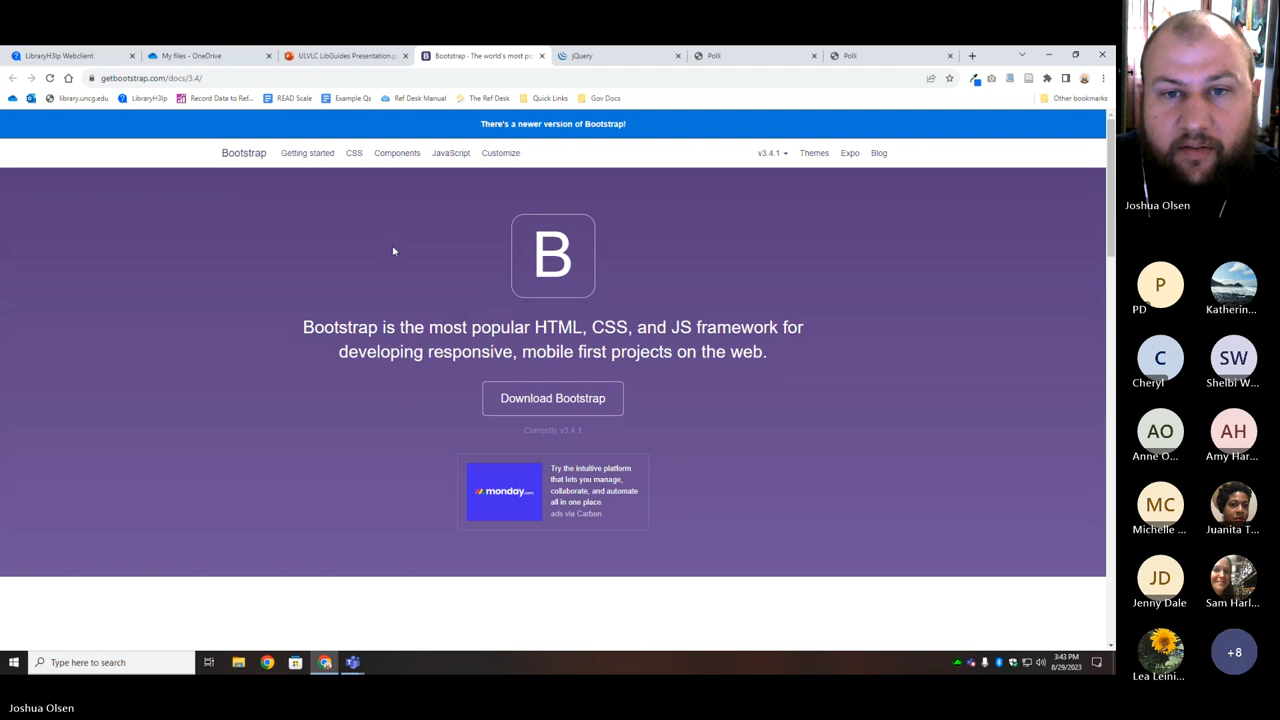 LibraryH3lp Webclient
My files - OneDrive
ULVLC LibGuides Presentation.p
Bootstrap - The world's most po
jQuery
Polli
Polli
getbootstrap.com/docs/3.4/
library.uncg.edu
LibraryH3lp
Record Data to Ref...
READ Scale
Example Qs
Ref Desk Manual
The Ref Desk
Quick Links
Gov Docs
Other bookmarks
There's a newer version of Bootstrap!
Bootstrap
Getting started
CSS
Components
JavaScript
Customize
v3.4.1
Themes
Expo
Blog
B
Bootstrap is the most popular HTML, CSS, and JS framework for
developing responsive, mobile first projects on the web.
Download Bootstrap
Currently v3.4.1
monday.com
Try the intuitive platform
that lets you manage,
collaborate, and automate
all in one place.
ads via Carbon
Type here to search
3:43 PM
8/29/2023
Joshua Olsen
P
PD
Katherin...
C
Cheryl
SW
Shelbi W...
AO
Anne O...
AH
Amy Har...
MC
Michelle ...
Juanita T...
JD
Jenny Dale
Sam Harl...
Lea Leini...
+8
Joshua Olsen